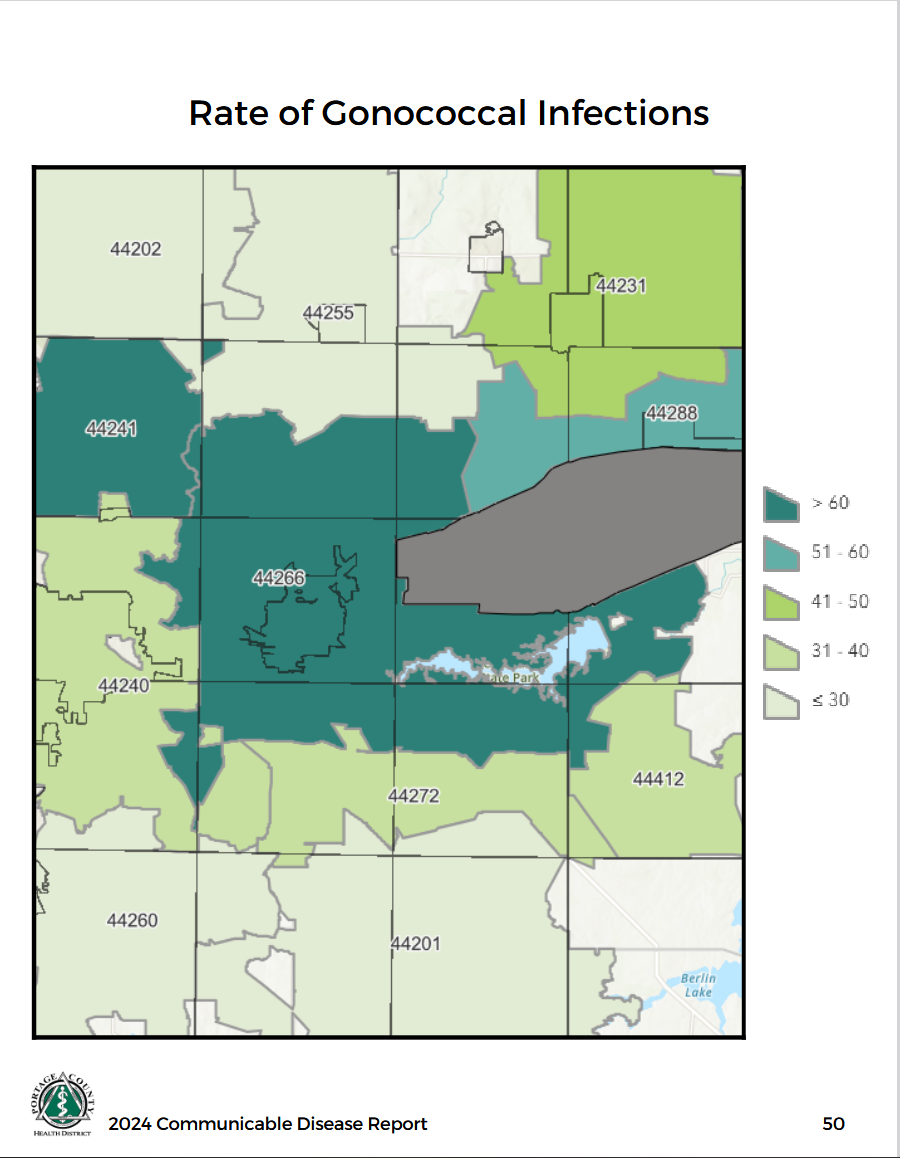 Rate of Gonococcal Infections
44202
44231
44255
44288
44241
> 60
51 - 60
44266
41 - 50
31 - 40
tate Park
44240
≤ 30
44412
44272
44260
44201
Berlin
Lake
PORTAGE COUNTY
HEALTH DISTRICT
2024 Communicable Disease Report
50